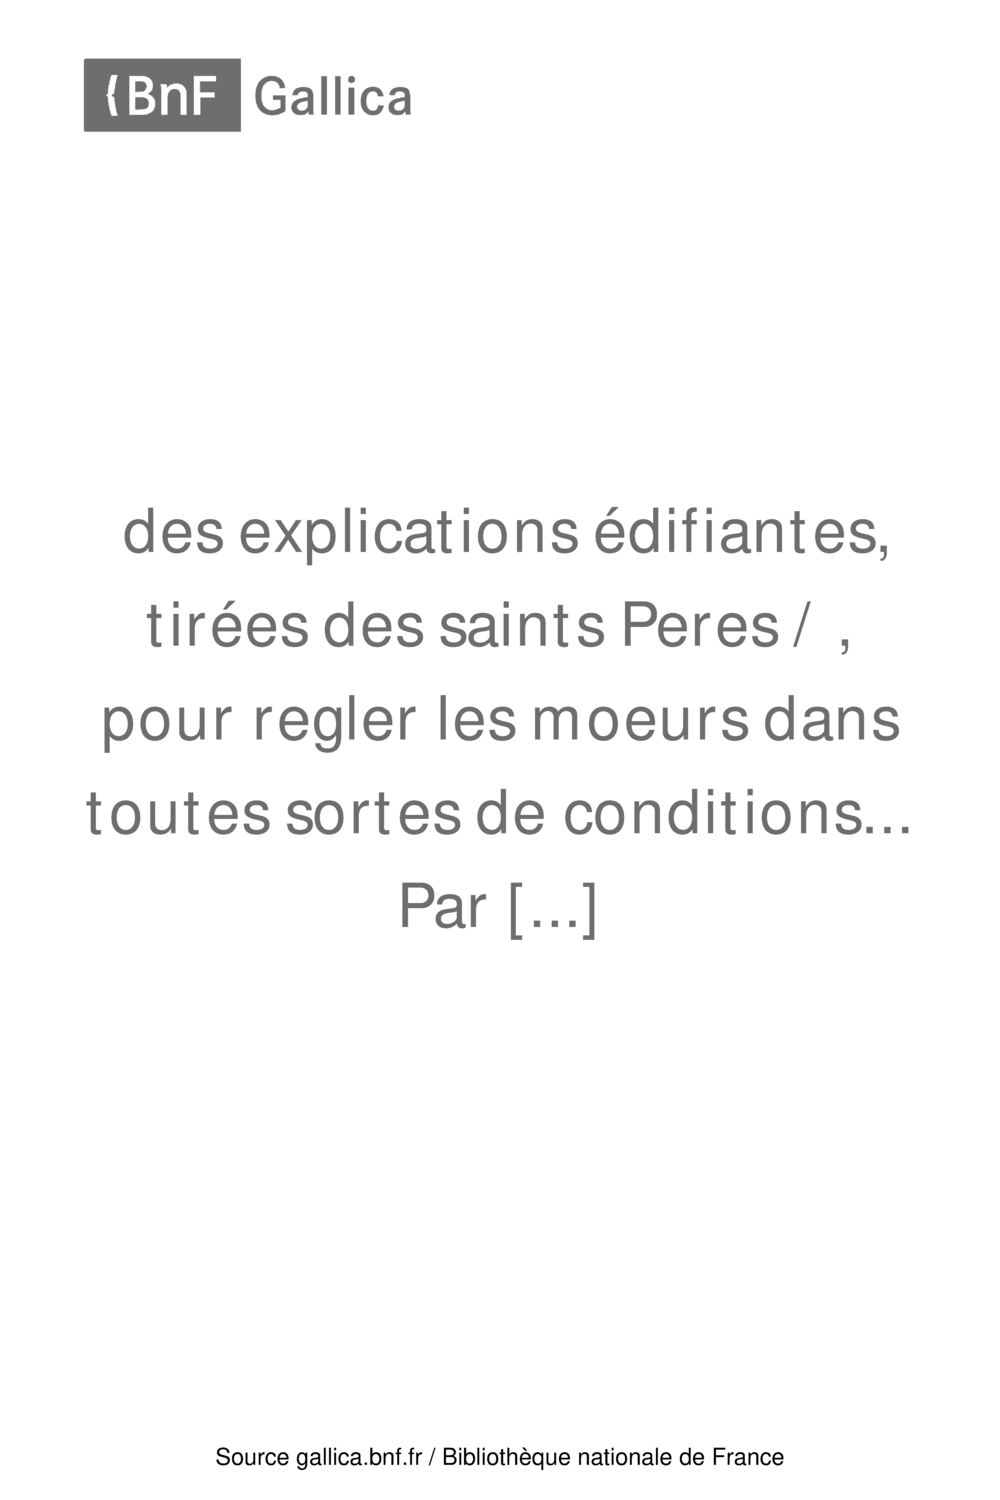 BnF Gallica
des explications édifiantes,
tirées des saints Peres / ,
pour regler les moeurs dans
toutes sortes de conditions...
Par [...]
Source gallica.bnf.fr / Bibliothèque nationale de France